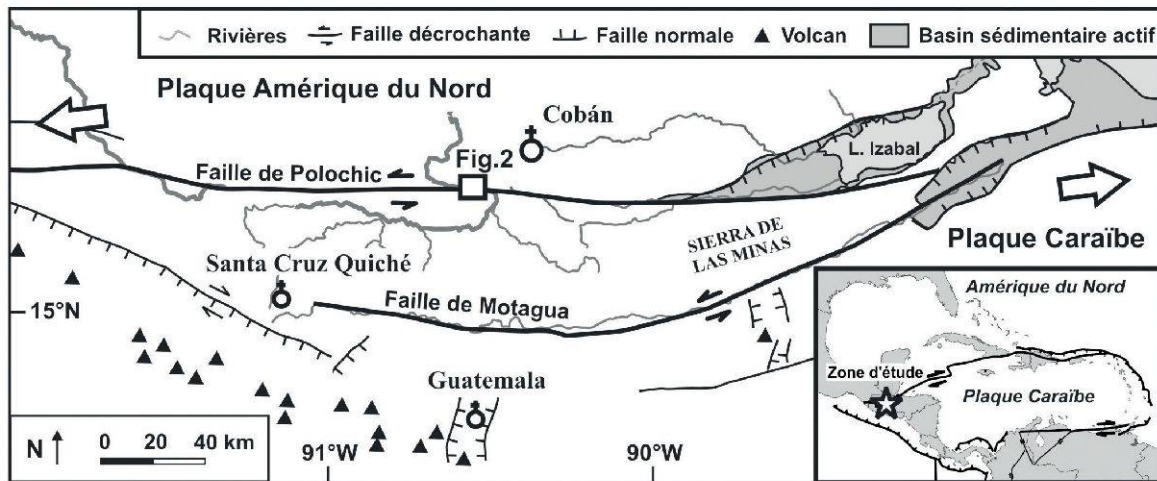 Rivières Faille décrochante Faille normale Volcan Basin sédimentaire actif
Plaque Amérique du Nord
Cobán
Fig.2
L. Izabal
Faille de Polochic
SIERRA DE
LAS MINAS
Plaque Caraïbe
Santa Cruz Quiché
15°N
Faille de Motagua
Guatemala
N 0 20 40 km
91°W
90°W
Amérique du Nord
Zone d'étude
Plaque Caraïbe